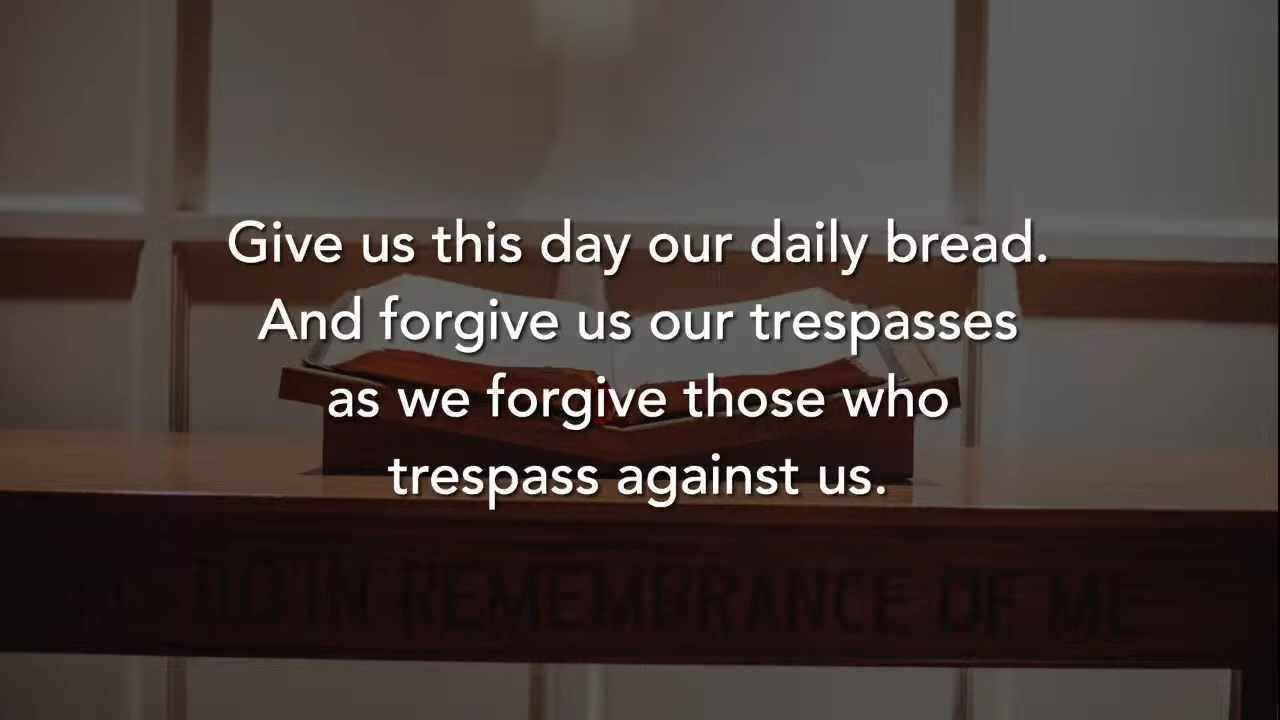 Give us this day our daily bread.
And forgive us our trespasses
as we forgive those who
trespass against us.
THIS DO IN REMEMBRANCE OF ME